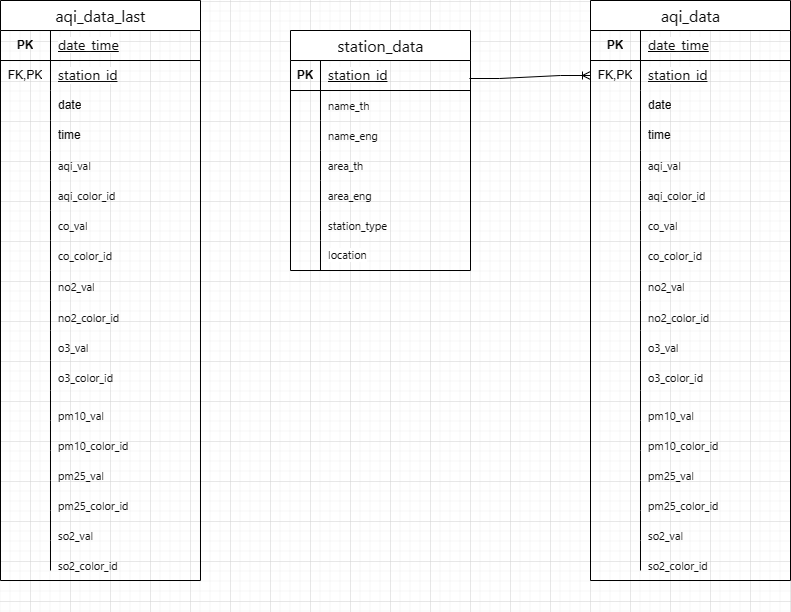 aqi_data_last
PK date_time
FK,PK station_id
date
time
aqi_val
aqi_color_id
co_val
co_color_id
no2_val
no2_color_id
o3_val
o3_color_id
pm10_val
pm10_color_id
pm25_val
pm25_color_id
so2_val
so2_color_id
station_data
PK station_id
name_th
name_eng
area_th
area_eng
station_type
location
aqi_data
PK date_time
FK,PK station_id
date
time
aqi_val
aqi_color_id
co_val
co_color_id
no2_val
no2_color_id
o3_val
o3_color_id
pm10_val
pm10_color_id
pm25_val
pm25_color_id
so2_val
so2_color_id